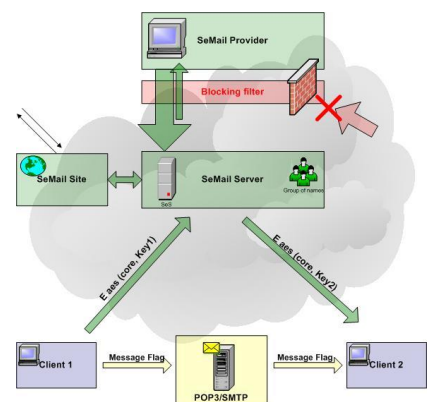 SeMail Provider
Blocking filter
SeMail Site
SeMail Server
SeS
Group of names
E aes (core, Key1)
E aes (core, Key2)
Client 1
Message Flag
POP3/SMTP
Message Flag
Client 2